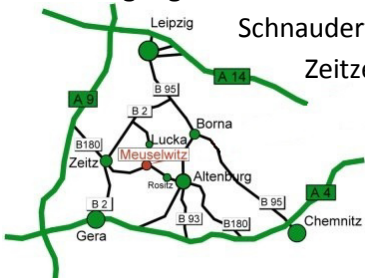 Leipzig
Schnauder
A 14
Zeitz
B 95
A 9
B 2
Borna
Lucka
B180
Meuselwitz
Zeitz
Rositz
Altenburg
A 4
B 2
B 93
B180
B 95
Chemnitz
Gera